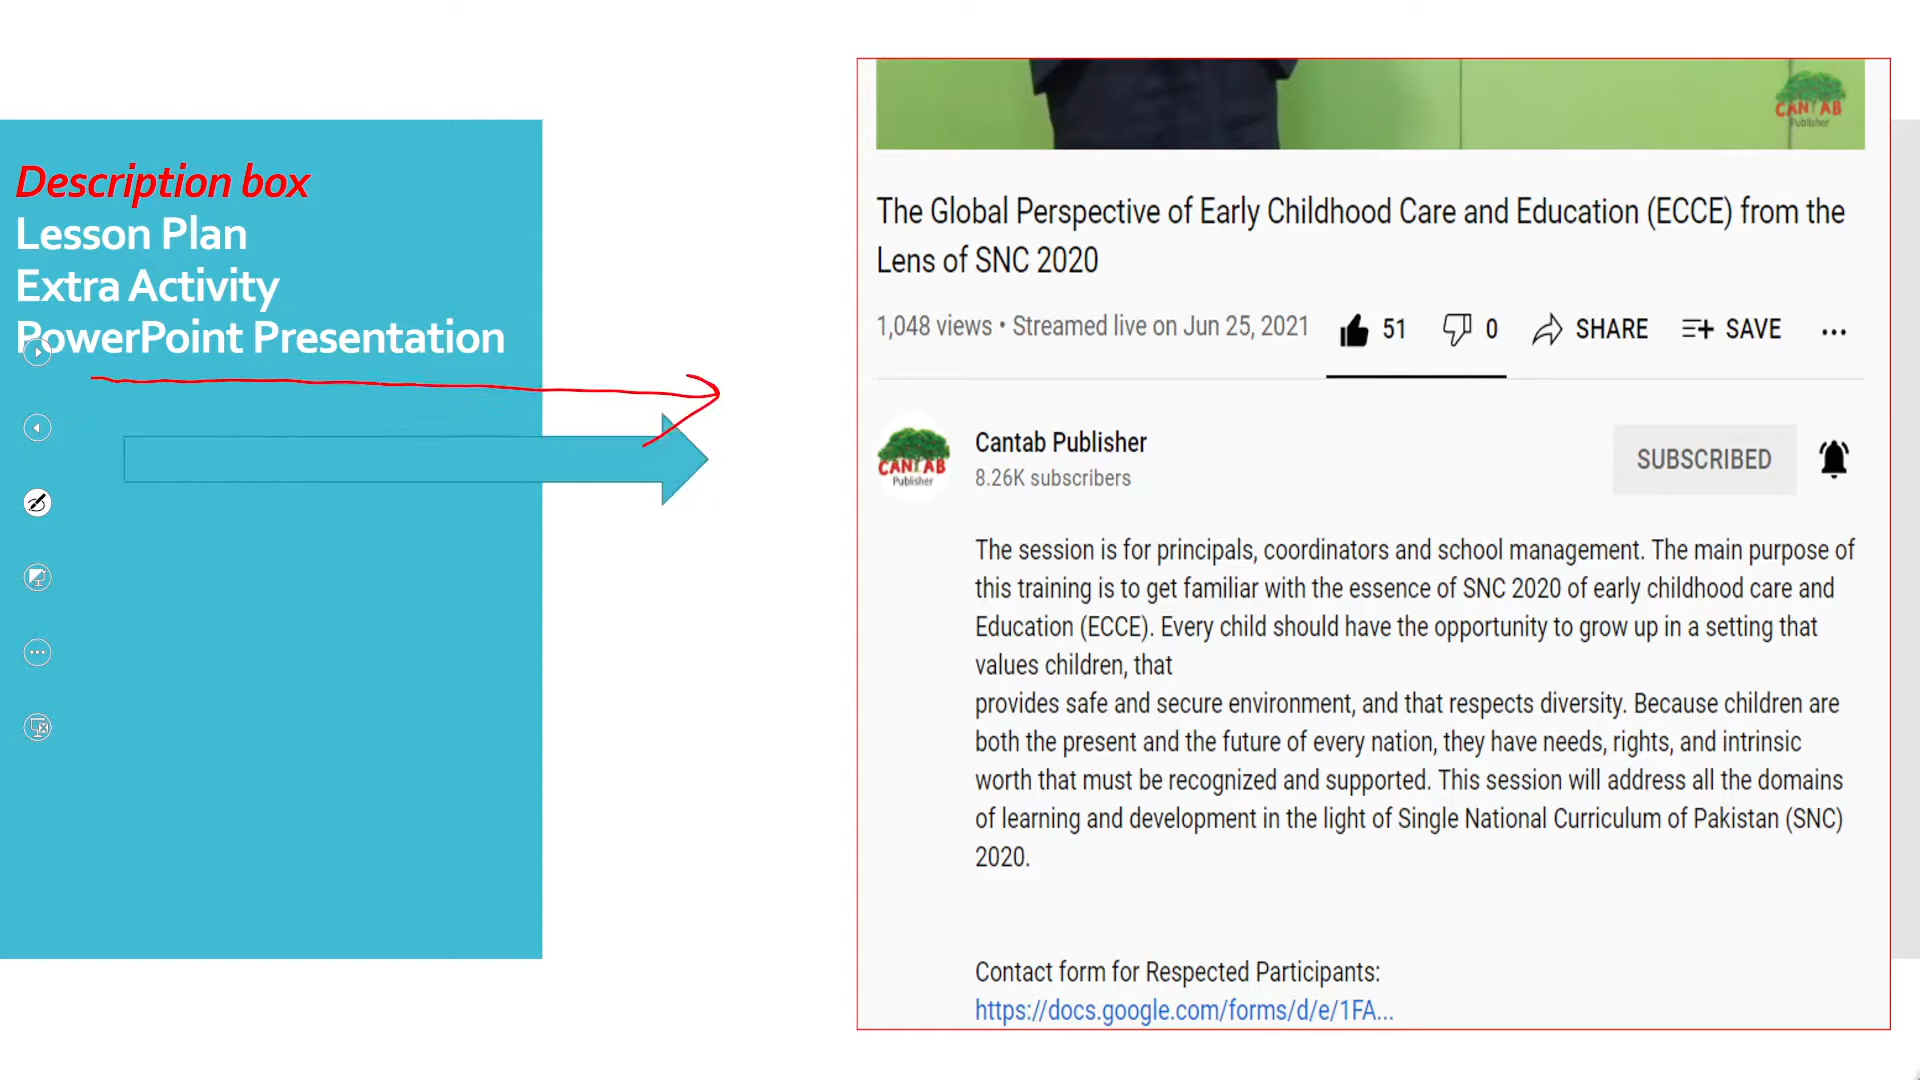 Description box
Lesson Plan
Extra Activity
PowerPoint Presentation
CANTAB
Publisher
The Global Perspective of Early Childhood Care and Education (ECCE) from the
Lens of SNC 2020
1,048 views • Streamed live on Jun 25, 2021
51
0
SHARE
SAVE
CANTAB
Publisher
Cantab Publisher
8.26K subscribers
SUBSCRIBED
The session is for principals, coordinators and school management. The main purpose of
this training is to get familiar with the essence of SNC 2020 of early childhood care and
Education (ECCE). Every child should have the opportunity to grow up in a setting that
values children, that
provides safe and secure environment, and that respects diversity. Because children are
both the present and the future of every nation, they have needs, rights, and intrinsic
worth that must be recognized and supported. This session will address all the domains
of learning and development in the light of Single National Curriculum of Pakistan (SNC)
2020.
Contact form for Respected Participants:
https://docs.google.com/forms/d/e/1FA...